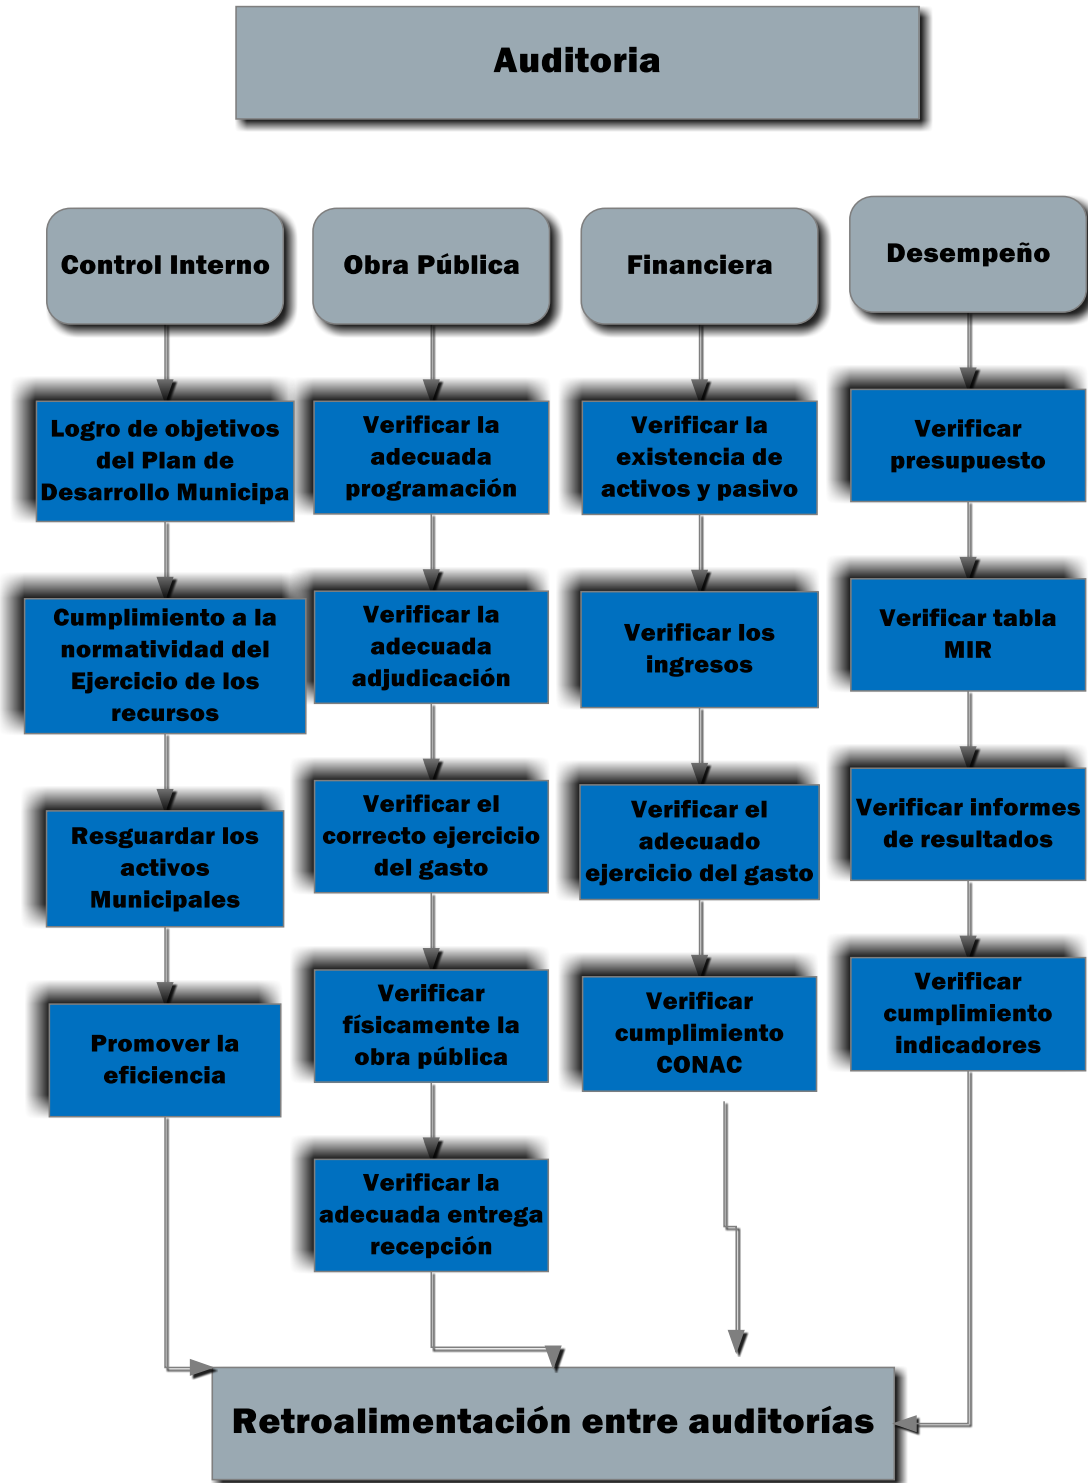 Auditoria
Control Interno
Logro de objetivos
del Plan de
Desarrollo Municipa
Cumplimiento a la
normatividad del
Ejercicio de los
recursos
Resguardar los
activos
Municipales
Promover la
eficiencia
Obra Pública
Verificar la
adecuada
programación
Verificar la
adecuada
adjudicación
Verificar el
correcto ejercicio
del gasto
Verificar
físicamente la
obra pública
Verificar la
adecuada entrega
recepción
Financiera
Verificar la
existencia de
activos y pasivo
Verificar los
ingresos
Verificar el
adecuado
ejercicio del gasto
Verificar
cumplimiento
CONAC
Desempeño
Verificar
presupuesto
Verificar tabla
MIR
Verificar informes
de resultados
Verificar
cumplimiento
indicadores
Retroalimentación entre auditorías